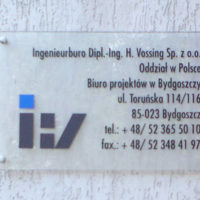 Ingenieurburo Dipl.-Ing. H. Vossing Sp. z o.o.
Oddział w Polsce
Biuro projektów w Bydgoszczy
ul. Toruńska 114/116
85-023 Bydgoszcz
tel.: + 48/ 52 365 50 10
fax.: + 48/ 52 348 41 97
iv